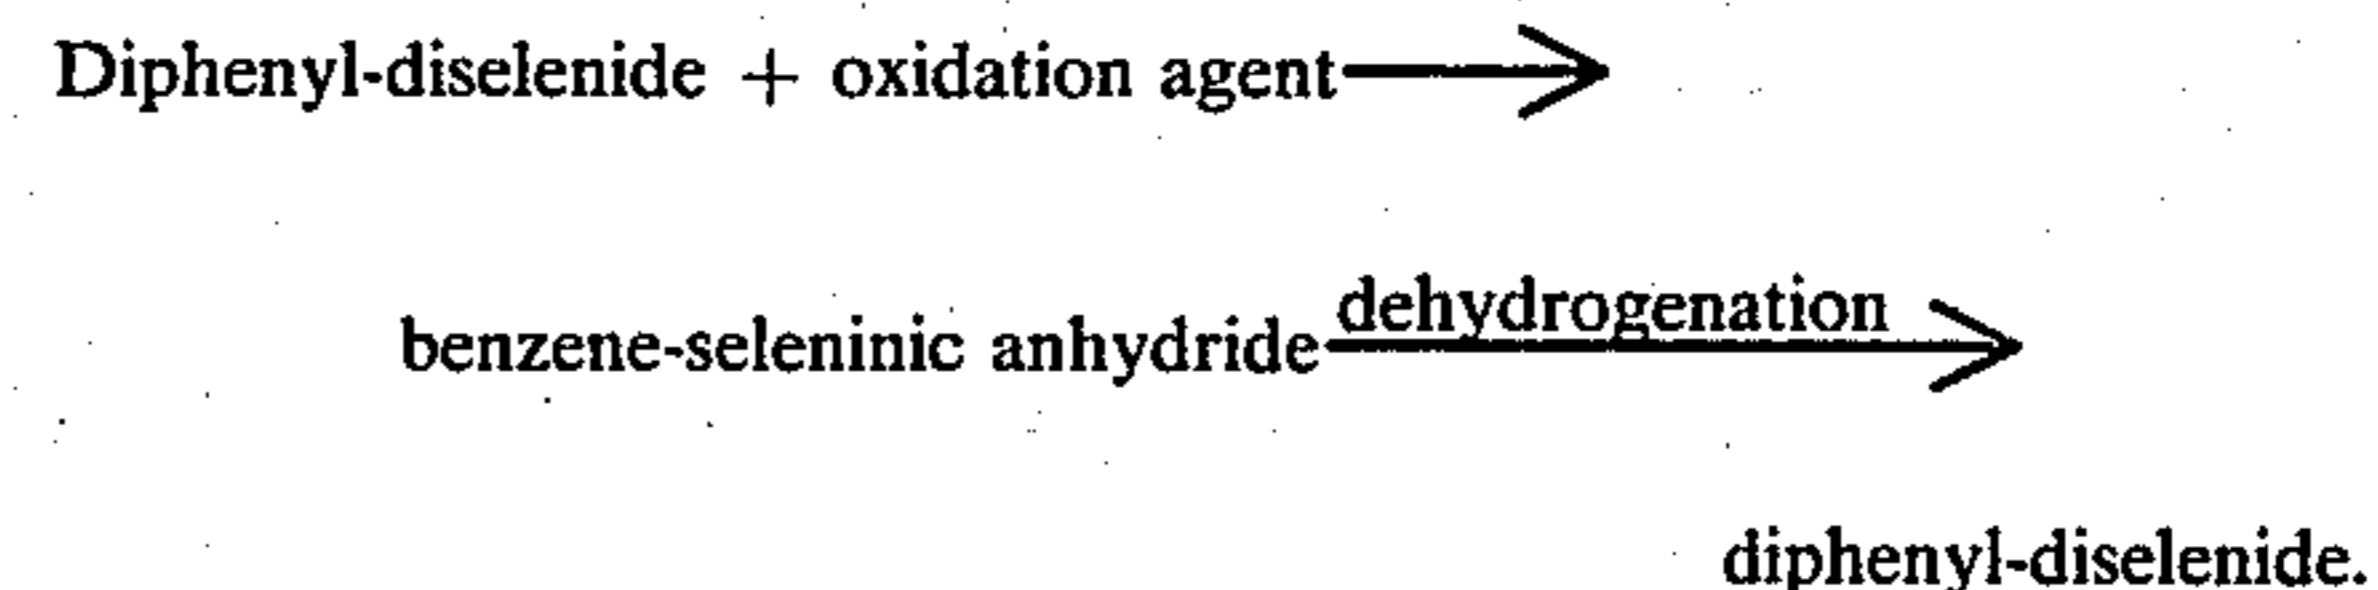 Diphenyl-diselenide + oxidation agent
dehydrogenation
benzene-seleninic anhydride
diphenyl-diselenide.